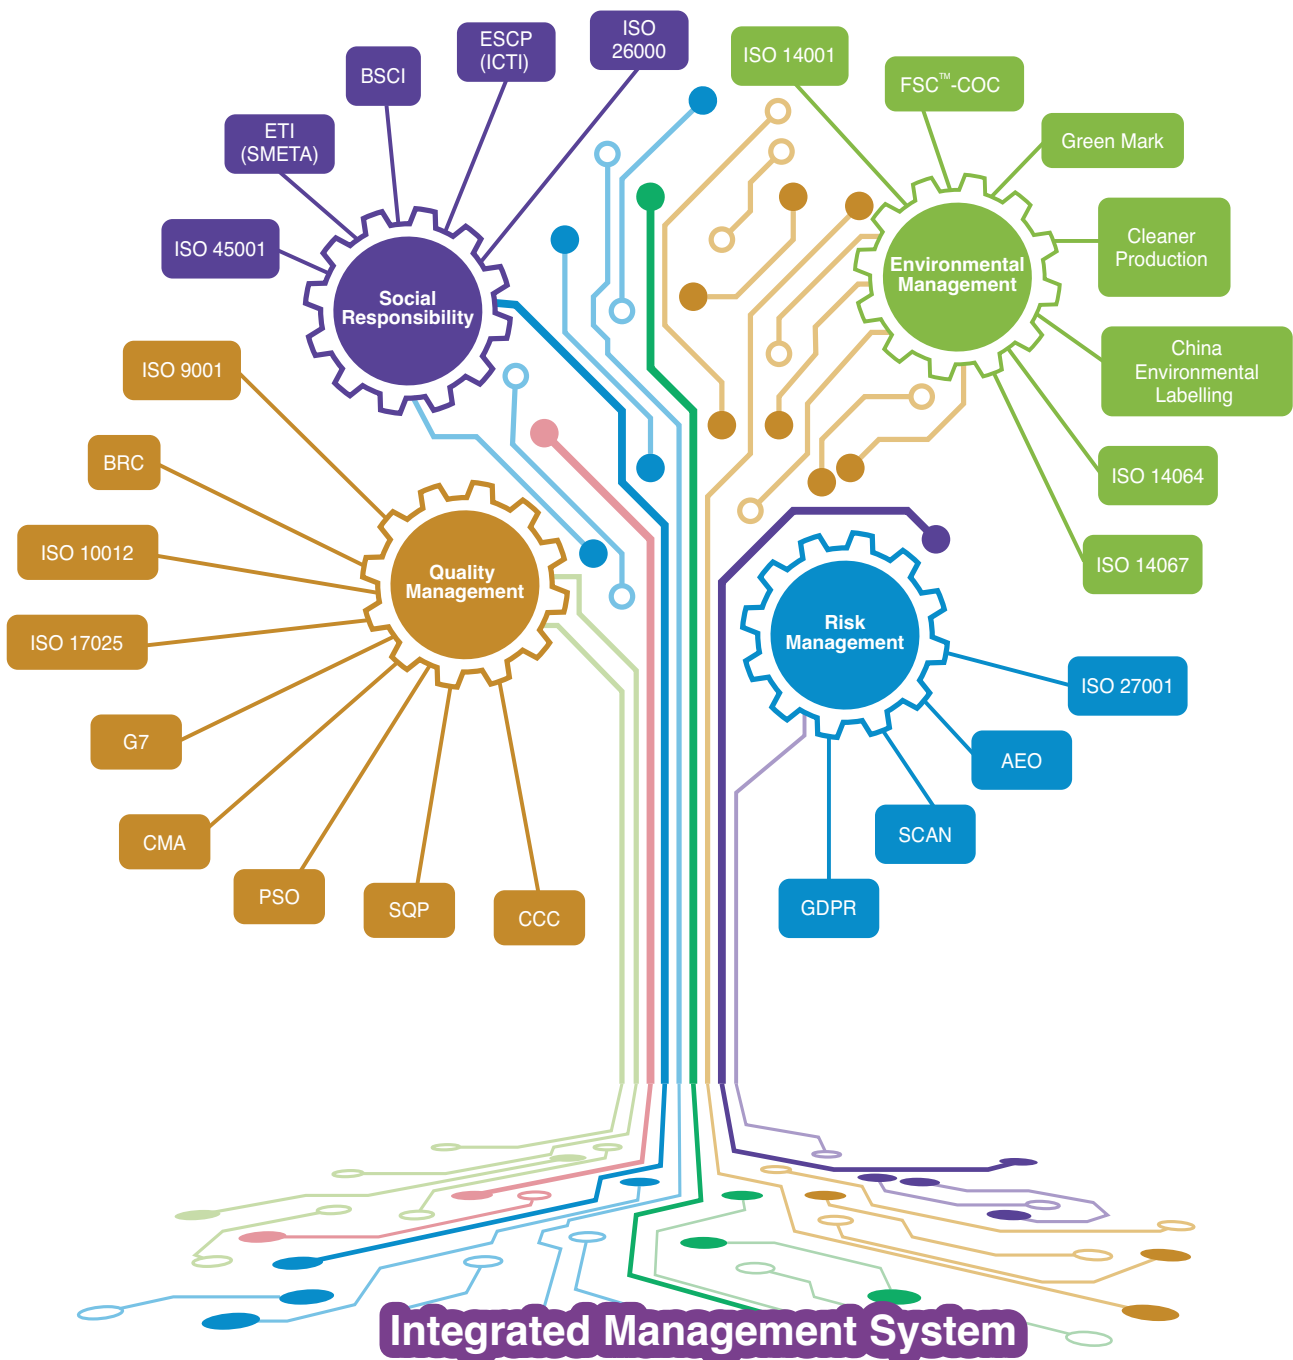 ISO
26000
ESCP
(ICTI)
BSCI
ETI
(SMETA)
ISO 45001
Social
Responsibility
ISO 14001
FSC™-COC
Green Mark
Cleaner
Production
China
Environmental
Labelling
ISO 14064
ISO 14067
Environmental
Management
ISO 9001
BRC
ISO 10012
ISO 17025
G7
CMA
PSO
SQP
CCC
Quality
Management
Risk
Management
ISO 27001
AEO
SCAN
GDPR
Integrated Management System